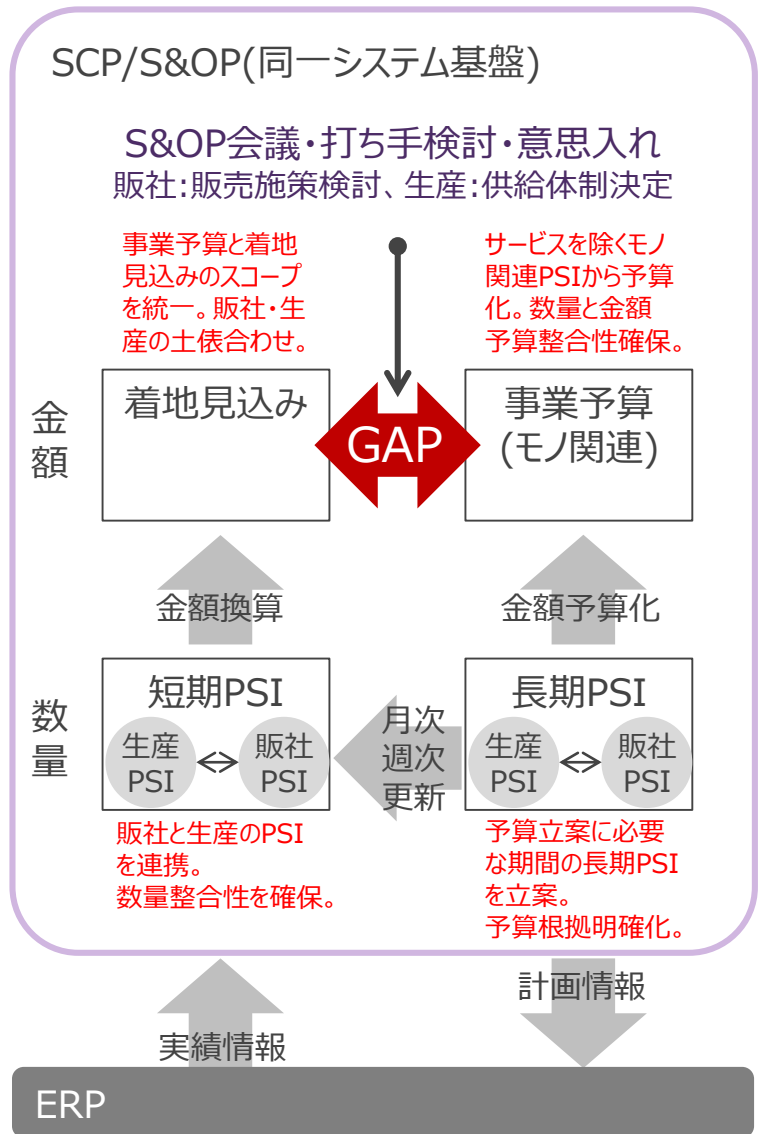 SCP/S&OP(同一システム基盤)
S&OP会議・打ち手検討・意思入れ
販社:販売施策検討、生産:供給体制決定
事業予算と着地
見込みのスコープ
を統一。販社・生
産の土俵合わせ。
サービスを除くモノ
関連PSIから予算
化。数量と金額
予算整合性確保。
金
額
着地見込み
GAP
事業予算
(モノ関連)
金額換算
金額予算化
数
量
短期PSI
生産
PSI
販社
PSI
月次
週次
更新
長期PSI
生産
PSI
販社
PSI
販社と生産のPSI
を連携。
数量整合性を確保。
予算立案に必要
な期間の長期PSI
を立案。
予算根拠明確化。
実績情報
計画情報
ERP